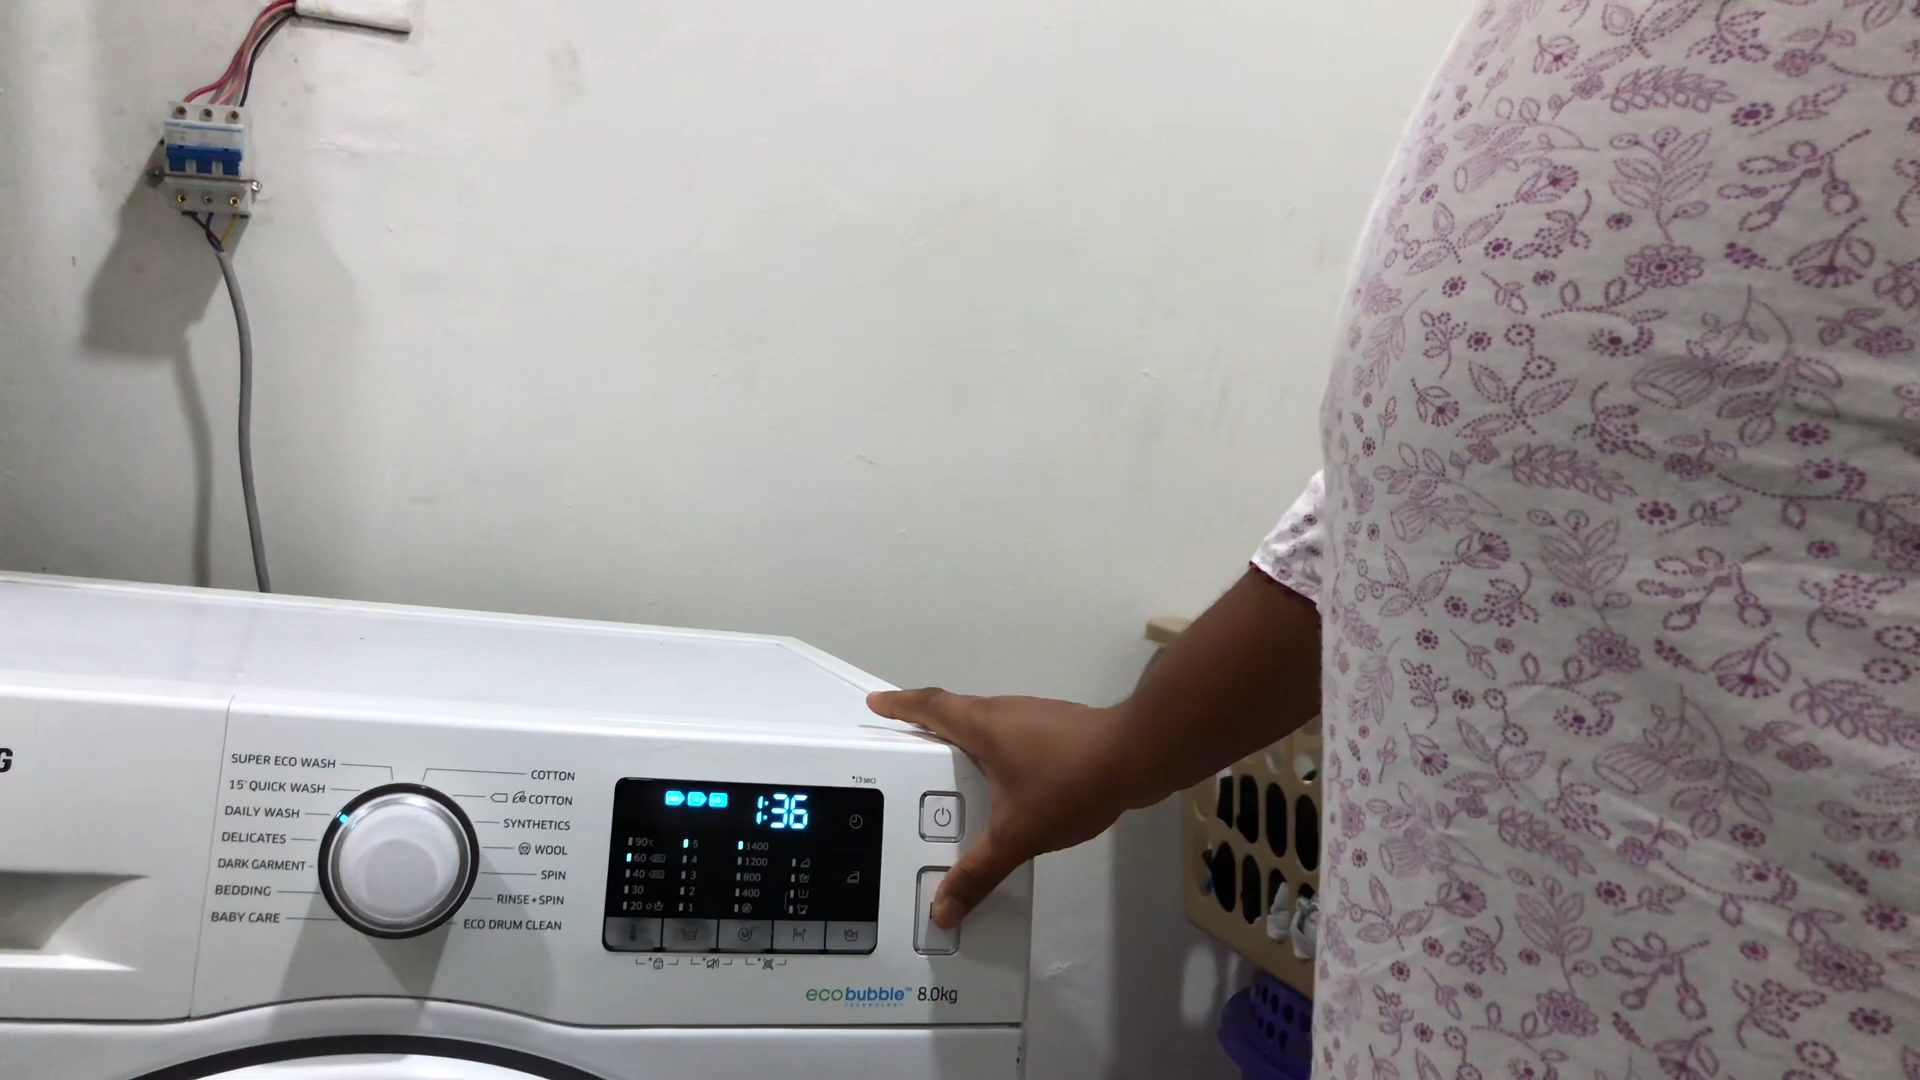 G
SUPER ECO WASH
15' QUICK WASH
DAILY WASH
DELICATES
DARK GARMENT
BEDDING
BABY CARE
COTTON
COTTON
SYNTHETICS
WOOL
SPIN
RINSE+SPIN
ECO DRUM CLEAN
*(3 sec)
1:36
90℃ 5 1400
60 4 1200
40 3 800
30 2 400
20 1
ecobubble™ 8.0kg